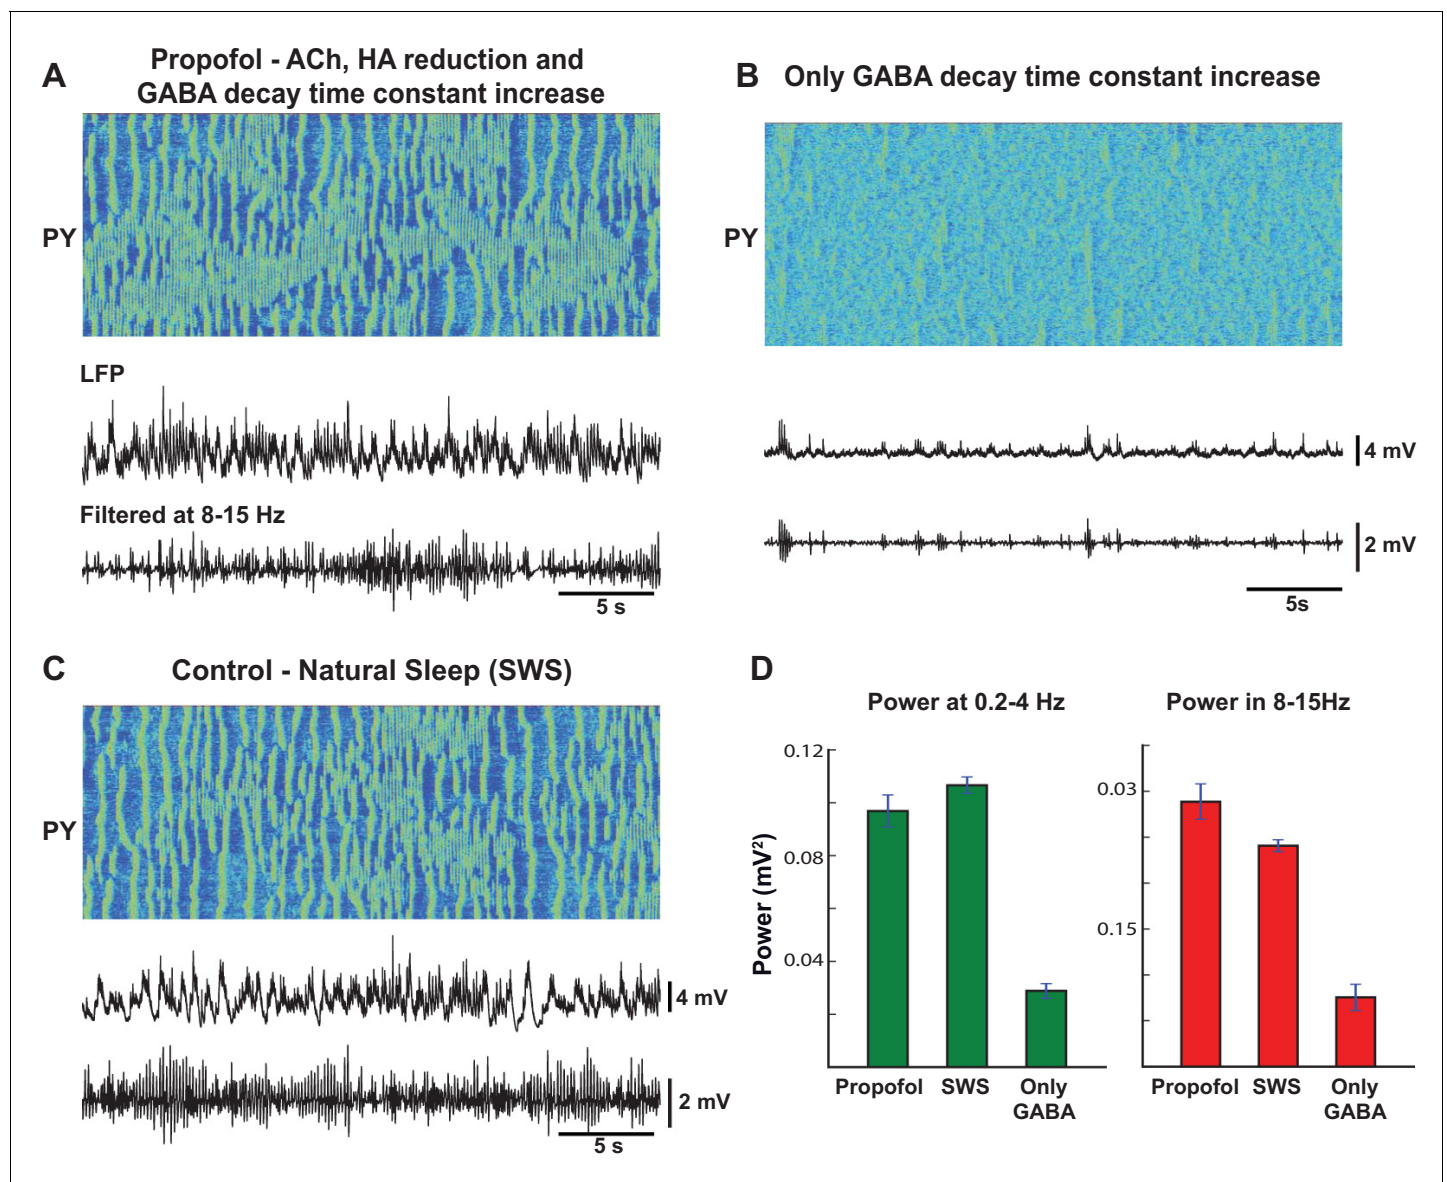 A
Propofol - ACh, HA reduction and
GABA decay time constant increase
PY
LFP
Filtered at 8-15 Hz
5 s
B
Only GABA decay time constant increase
PY
4 mV
2 mV
5s
C
Control - Natural Sleep (SWS)
PY
4 mV
2 mV
5 s
D
Power at 0.2-4 Hz
Power (mV²)
0.12
0.08
0.04
Propofol
SWS
Only
GABA
Power in 8-15Hz
0.03
0.15
Propofol
SWS
Only
GABA